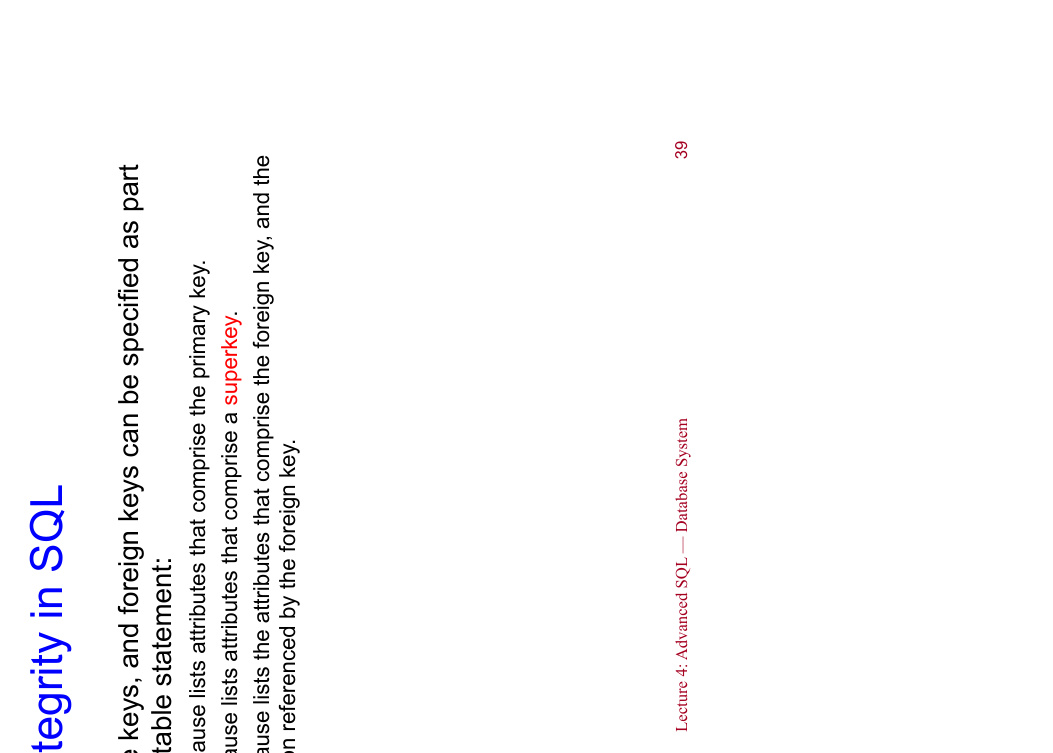 tegrity in SQL
e keys, and foreign keys can be specified as part
table statement:
ause lists attributes that comprise the primary key.
ause lists attributes that comprise a superkey.
ause lists the attributes that comprise the foreign key, and the
on referenced by the foreign key.
Lecture 4: Advanced SQL — Database System
39